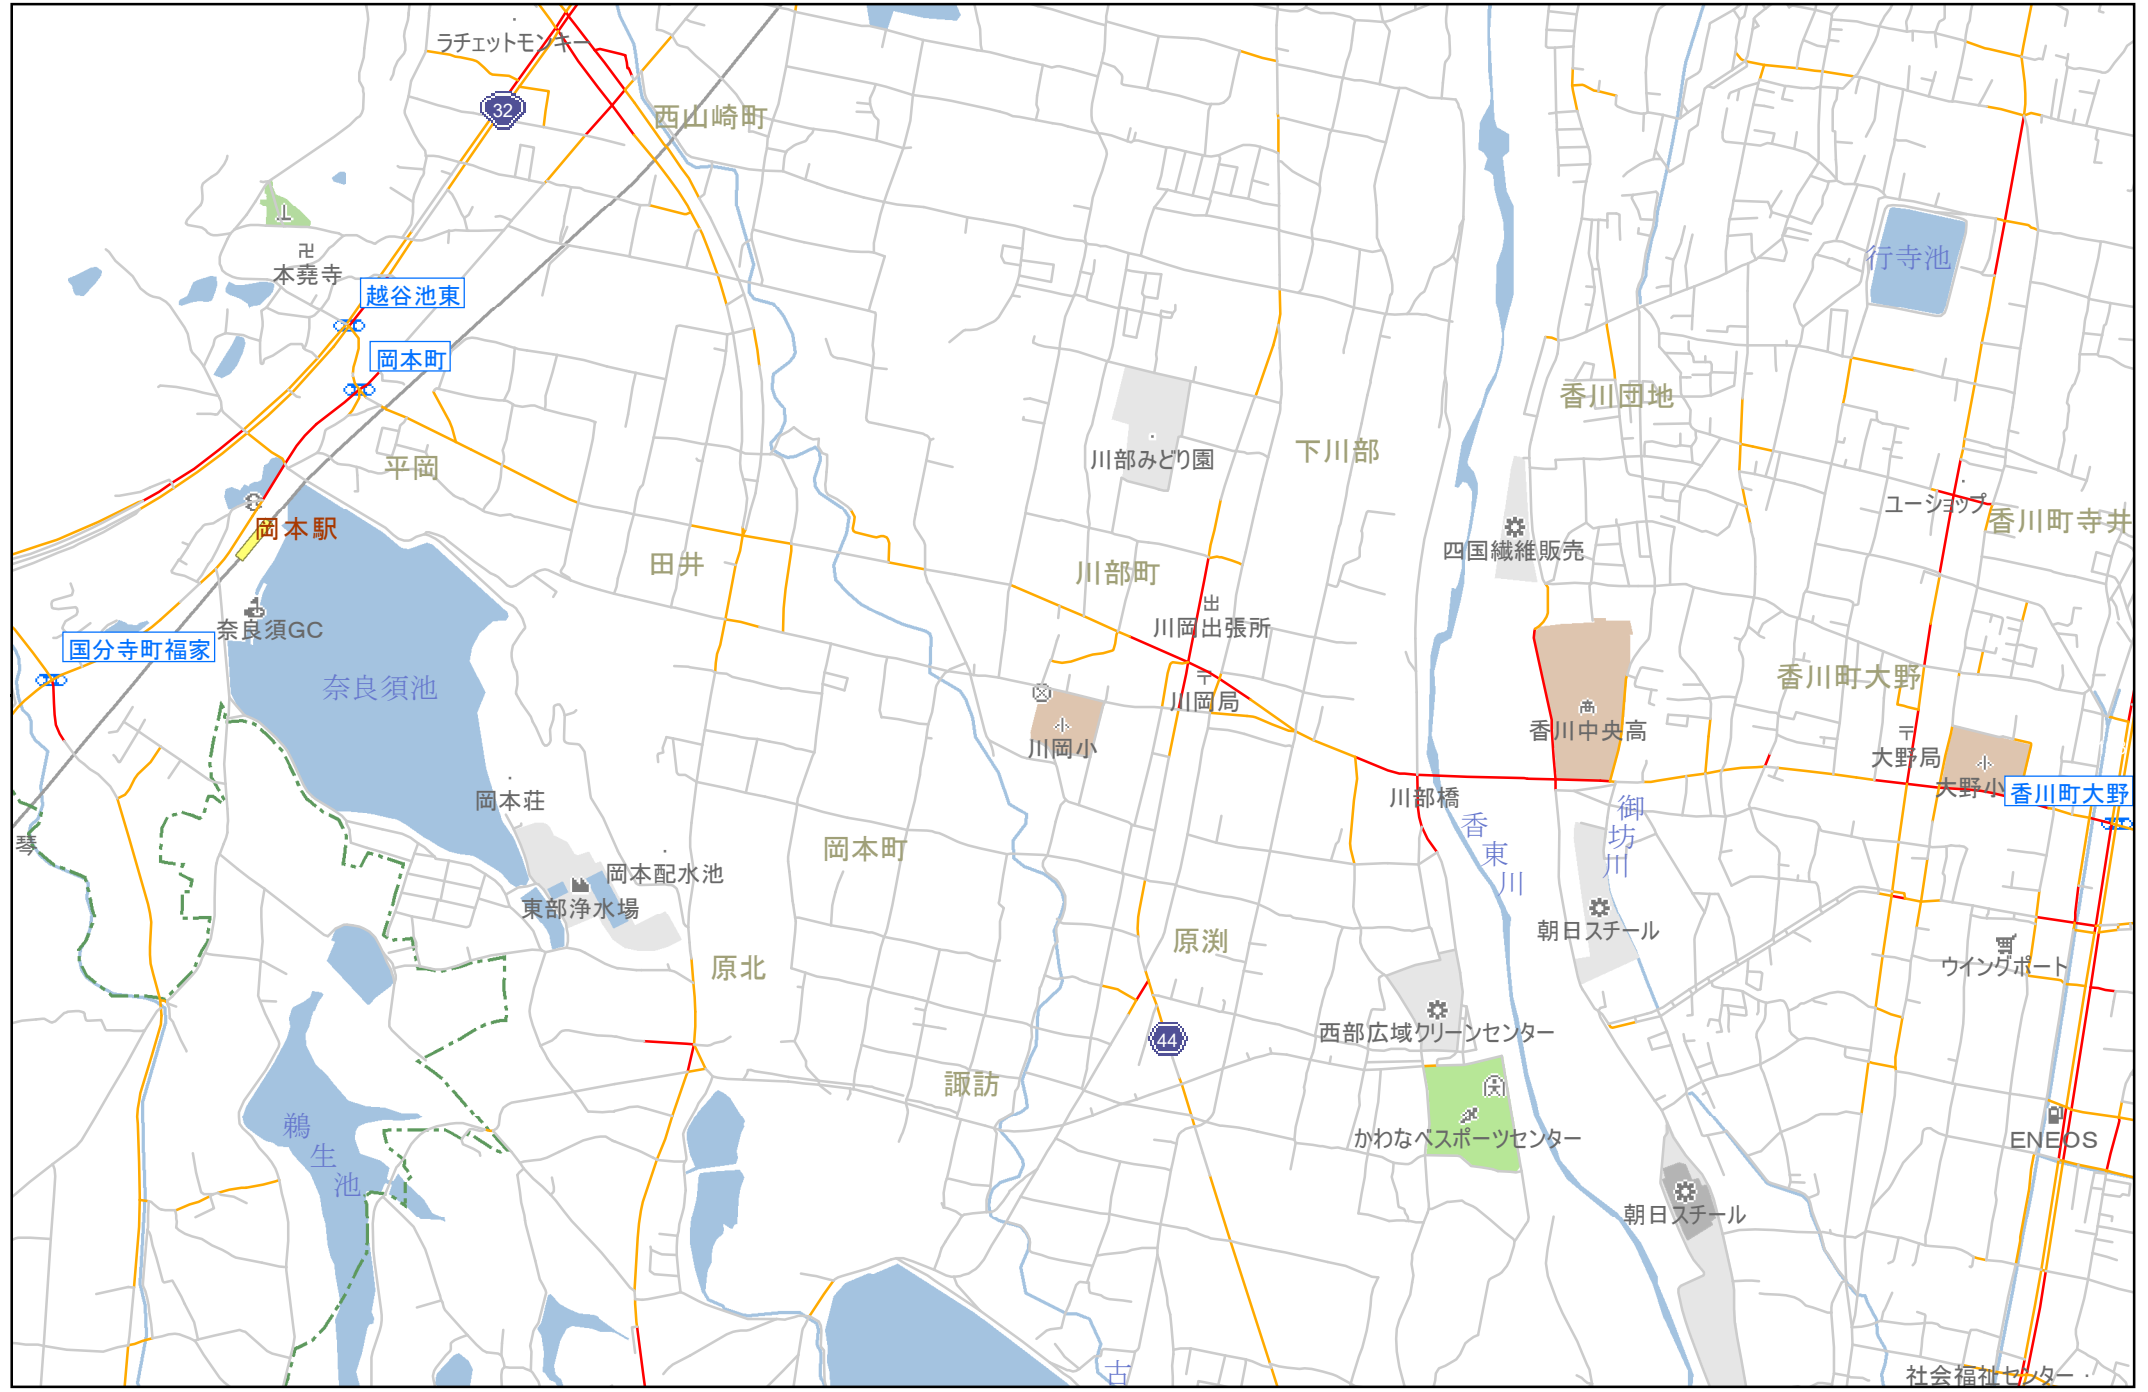 ラチェットモンキー
32
西山崎町
本堯寺
越谷池東
行寺池
岡本町
香川団地
平岡
川部みどり園
下川部
ユーショップ
香川町寺井
岡本駅
四国繊維販売
田井
川部町
奈良須GC
川岡出張所
国分寺町福家
奈良須池
川岡局
香川町大野
香川中央高
川岡小
大野局
岡本荘
川部橋
大野小
香川町大野
琴
岡本町
香東川
御坊川
岡本配水池
東部浄水場
朝日スチール
原北
原渕
ウイングポート
西部広域クリーンセンター
44
諏訪
鵜生池
かわなべスポーツセンター
ENEOS
朝日スチール
古
社会福祉センター